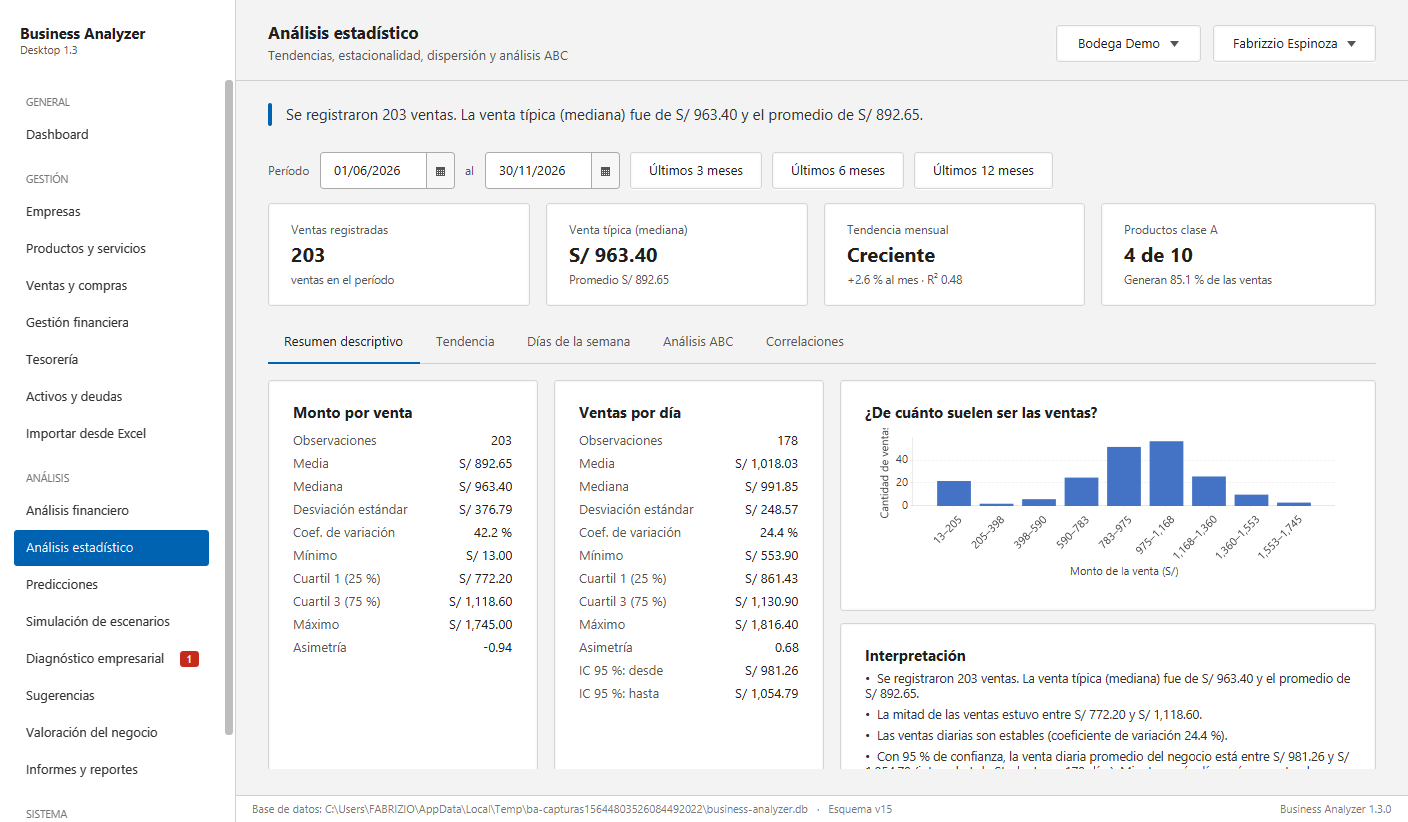 Business Analyzer
Desktop 1.3
GENERAL
Dashboard
GESTIÓN
Empresas
Productos y servicios
Ventas y compras
Gestión financiera
Tesorería
Activos y deudas
Importar desde Excel
ANÁLISIS
Análisis financiero
Análisis estadístico
Predicciones
Simulación de escenarios
Diagnóstico empresarial 1
Sugerencias
Valoración del negocio
Informes y reportes
SISTEMA
Análisis estadístico
Tendencias, estacionalidad, dispersión y análisis ABC
Bodega Demo
Fabrizzio Espinoza
Se registraron 203 ventas. La venta típica (mediana) fue de S/ 963.40 y el promedio de S/ 892.65.
Período 01/06/2026 al 30/11/2026 Últimos 3 meses Últimos 6 meses Últimos 12 meses
Ventas registradas
203
ventas en el período
Venta típica (mediana)
S/ 963.40
Promedio S/ 892.65
Tendencia mensual
Creciente
+2.6 % al mes · R² 0.48
Productos clase A
4 de 10
Generan 85.1 % de las ventas
Resumen descriptivo Tendencia Días de la semana Análisis ABC Correlaciones
Monto por venta
Observaciones 203
Media S/ 892.65
Mediana S/ 963.40
Desviación estándar S/ 376.79
Coef. de variación 42.2 %
Mínimo S/ 13.00
Cuartil 1 (25 %) S/ 772.20
Cuartil 3 (75 %) S/ 1,118.60
Máximo S/ 1,745.00
Asimetría -0.94
Ventas por día
Observaciones 178
Media S/ 1,018.03
Mediana S/ 991.85
Desviación estándar S/ 248.57
Coef. de variación 24.4 %
Mínimo S/ 553.90
Cuartil 1 (25 %) S/ 861.43
Cuartil 3 (75 %) S/ 1,130.90
Máximo S/ 1,816.40
Asimetría 0.68
IC 95 %: desde S/ 981.26
IC 95 %: hasta S/ 1,054.79
¿De cuánto suelen ser las ventas?
Cantidad de ventas
40
20
0
13–205
205–398
398–590
590–783
783–975
975–1,168
1,168–1,360
1,360–1,553
1,553–1,745
Monto de la venta (S/)
Interpretación
• Se registraron 203 ventas. La venta típica (mediana) fue de S/ 963.40 y el promedio de
S/ 892.65.
• La mitad de las ventas estuvo entre S/ 772.20 y S/ 1,118.60.
• Las ventas diarias son estables (coeficiente de variación 24.4 %).
• Con 95 % de confianza, la venta diaria promedio del negocio está entre S/ 981.26 y S/
Base de datos: C:\Users\FABRIZIO\AppData\Local\Temp\ba-capturas15644803526084492022\business-analyzer.db · Esquema v15
Business Analyzer 1.3.0